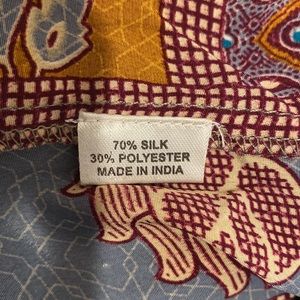 70% SILK
30% POLYESTER
MADE IN INDIA